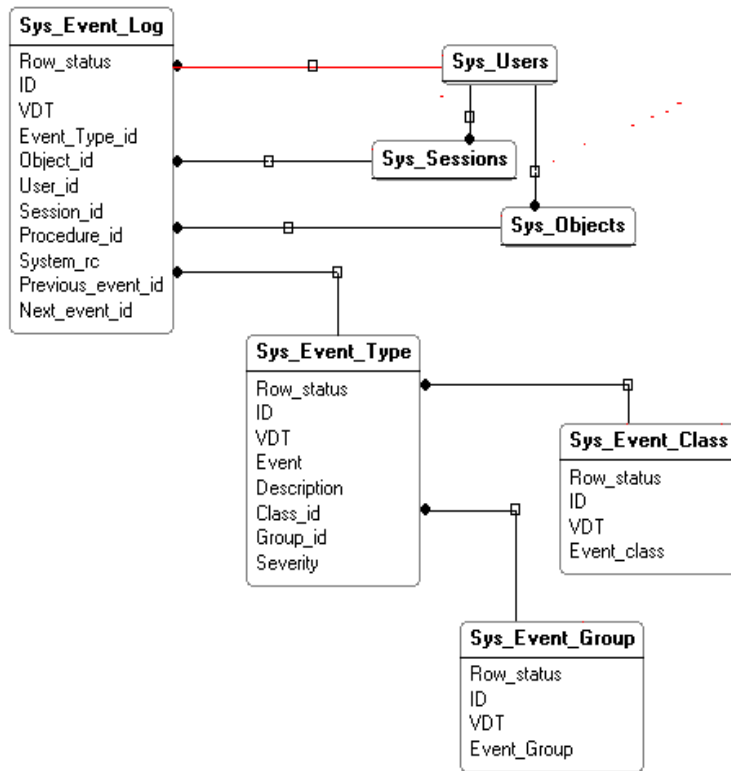 Sys_Event_Log
Row_status
ID
VDT
Event_Type_id
Object_id
User_id
Session_id
Procedure_id
System_rc
Previous_event_id
Next_event_id
Sys_Users
Sys_Sessions
Sys_Objects
Sys_Event_Type
Row_status
ID
VDT
Event
Description
Class_id
Group_id
Severity
Sys_Event_Class
Row_status
ID
VDT
Event_class
Sys_Event_Group
Row_status
ID
VDT
Event_Group